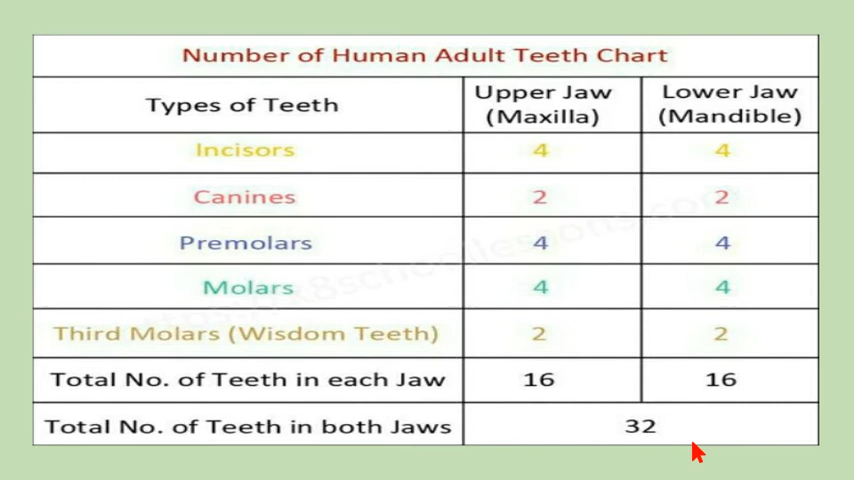 Number of Human Adult Teeth Chart
Types of Teeth
Upper Jaw
(Maxilla)
Lower Jaw
(Mandible)
Incisors 4 4
Canines 2 2
Premolars 4 4
Molars 4 4
Third Molars (Wisdom Teeth) 2 2
Total No. of Teeth in each Jaw 16 16
Total No. of Teeth in both Jaws 32